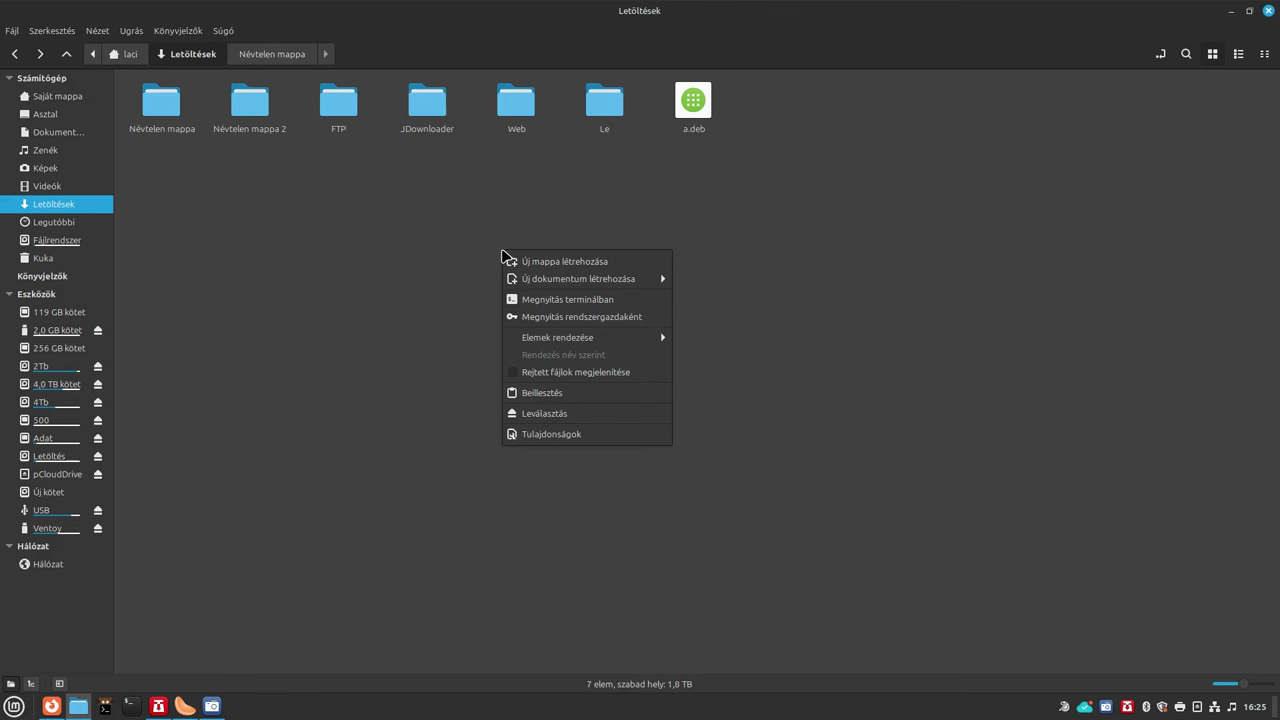 Letöltések
Fájl Szerkesztés Nézet Ugrás Könyvjelzők Súgó
laci Letöltések Névtelen mappa
Számítógép
Saját mappa
Asztal
Dokument...
Zenék
Képek
Videók
Letöltések
Legutóbbi
Fájlrendszer
Kuka
Könyvjelzők
Eszközök
119 GB kötet
2,0 GB kötet
256 GB kötet
2Tb
4,0 TB kötet
4Tb
500
Adat
Letöltés
pCloudDrive
Új kötet
USB
Ventoy
Hálózat
Hálózat
Névtelen mappa Névtelen mappa 2 FTP JDownloader Web Le a.deb
Új mappa létrehozása
Új dokumentum létrehozása
Megnyitás terminálban
Megnyitás rendszergazdaként
Elemek rendezése
Rendezés név szerint
Rejtett fájlok megjelenítése
Beillesztés
Leválasztás
Tulajdonságok
7 elem, szabad hely: 1,8 TB
16:25